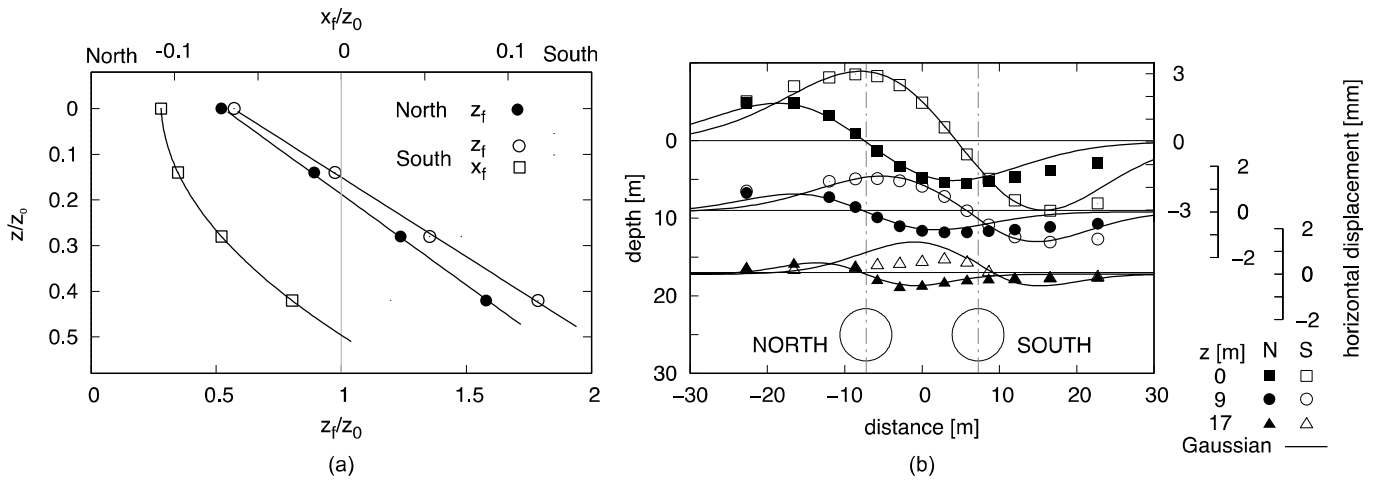 (a)
x_f/z_0
North -0.1 0 0.1 South
North z_f
South z_f
x_f
0
0.1
0.2
0.3
0.4
0.5
z/z_0
0 0.5 1 1.5 2
z_f/z_0
(a)
(b)
0
10
20
30
depth [m]
3
0
−3
2
0
−2
2
0
−2
horizontal displacement [mm]
NORTH SOUTH
−30 −20 −10 0 10 20 30
distance [m]
z [m] N S
0
9
17
Gaussian
(b)